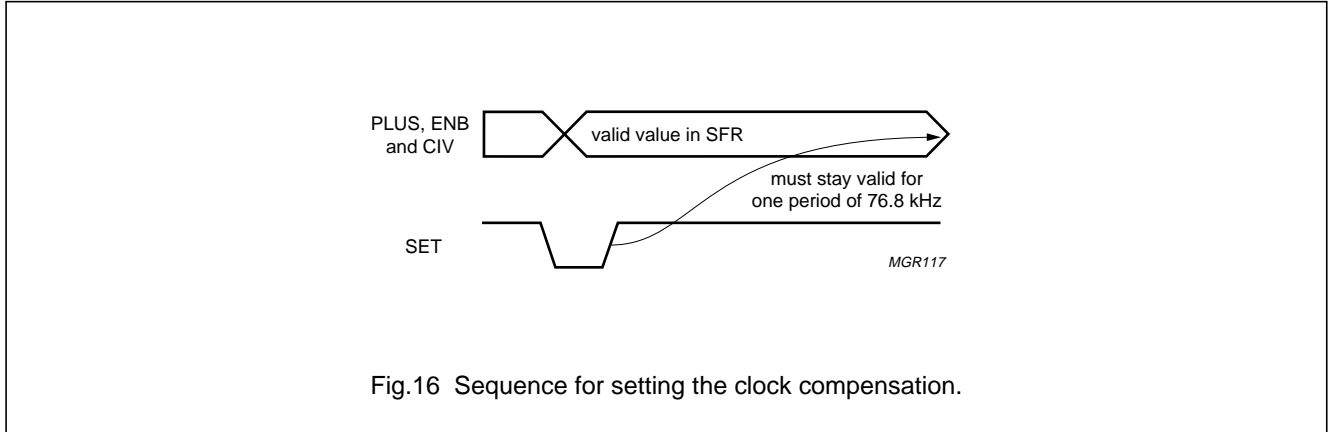 PLUS, ENB
and CIV
valid value in SFR
must stay valid for
one period of 76.8 kHz
SET
MGR117
Fig.16 Sequence for setting the clock compensation.